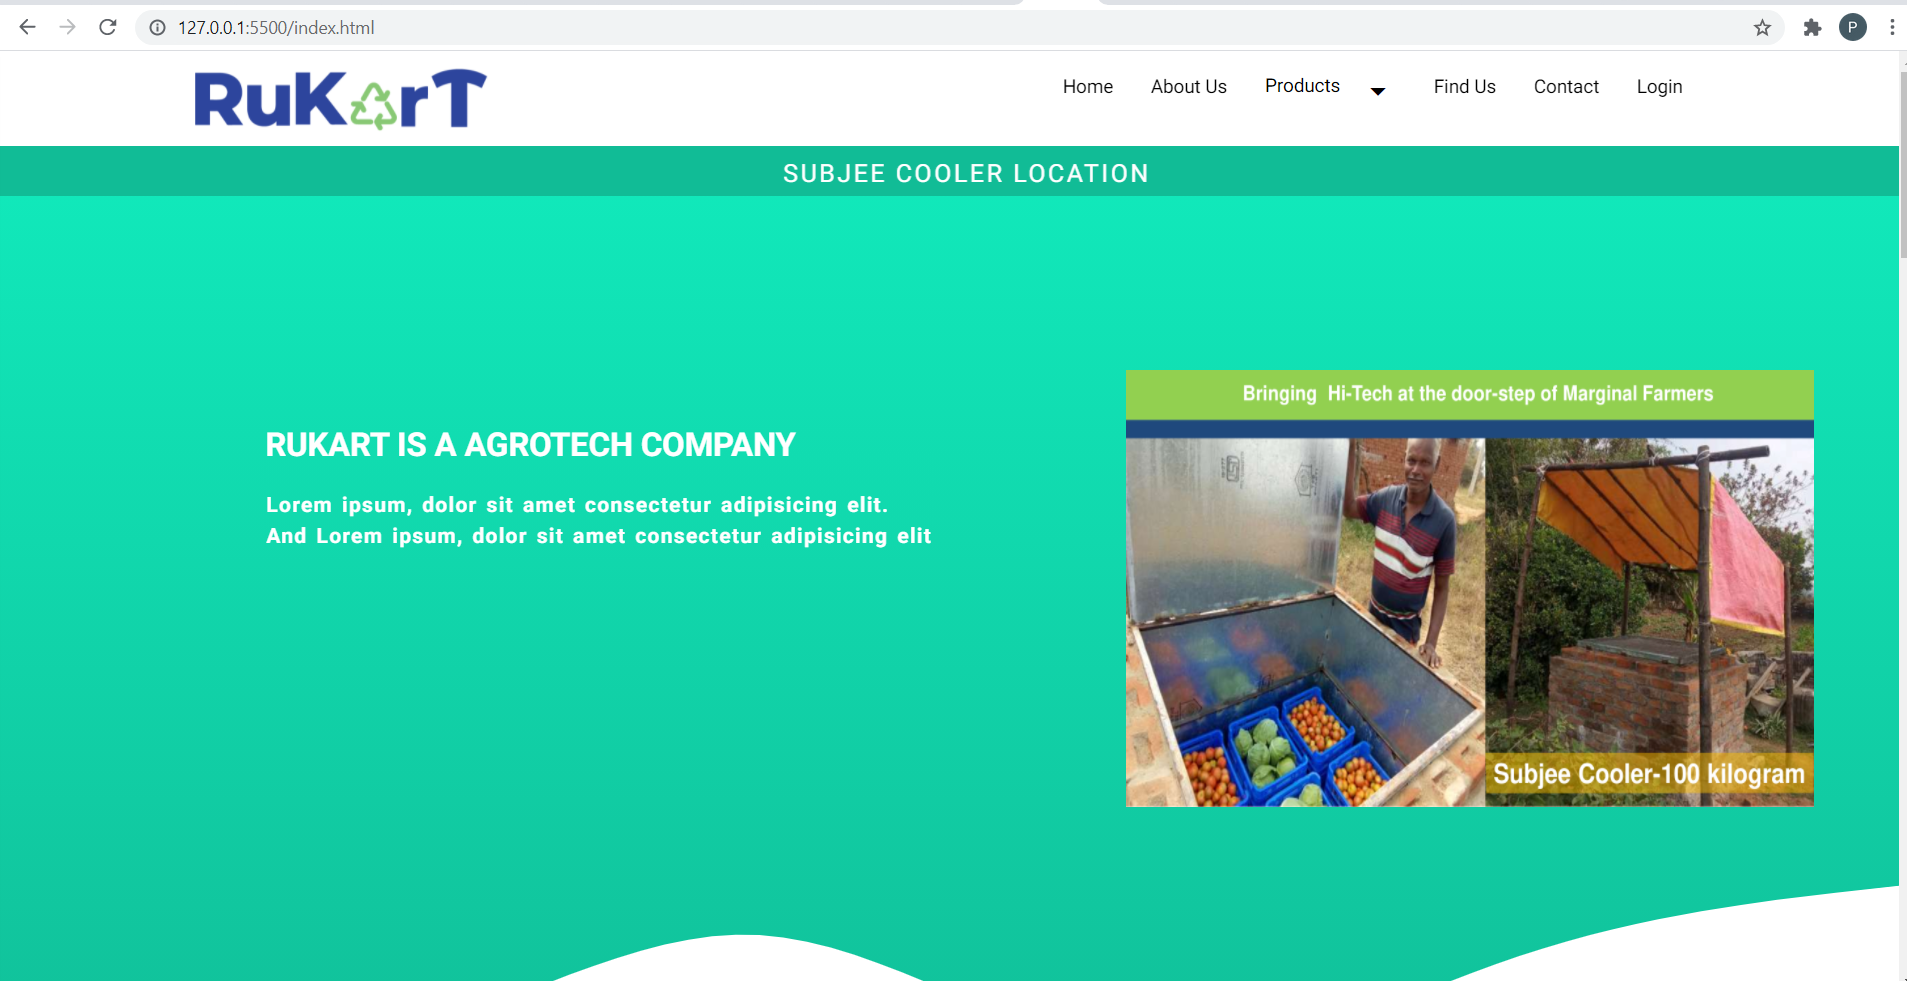 127.0.0.1:5500/index.html
P
RuKarT
Home About Us Products Find Us Contact Login
SUBJEE COOLER LOCATION
Bringing Hi-Tech at the door-step of Marginal Farmers
RUKART IS A AGROTECH COMPANY
Lorem ipsum, dolor sit amet consectetur adipisicing elit.
And Lorem ipsum, dolor sit amet consectetur adipisicing elit
Subjee Cooler-100 kilogram